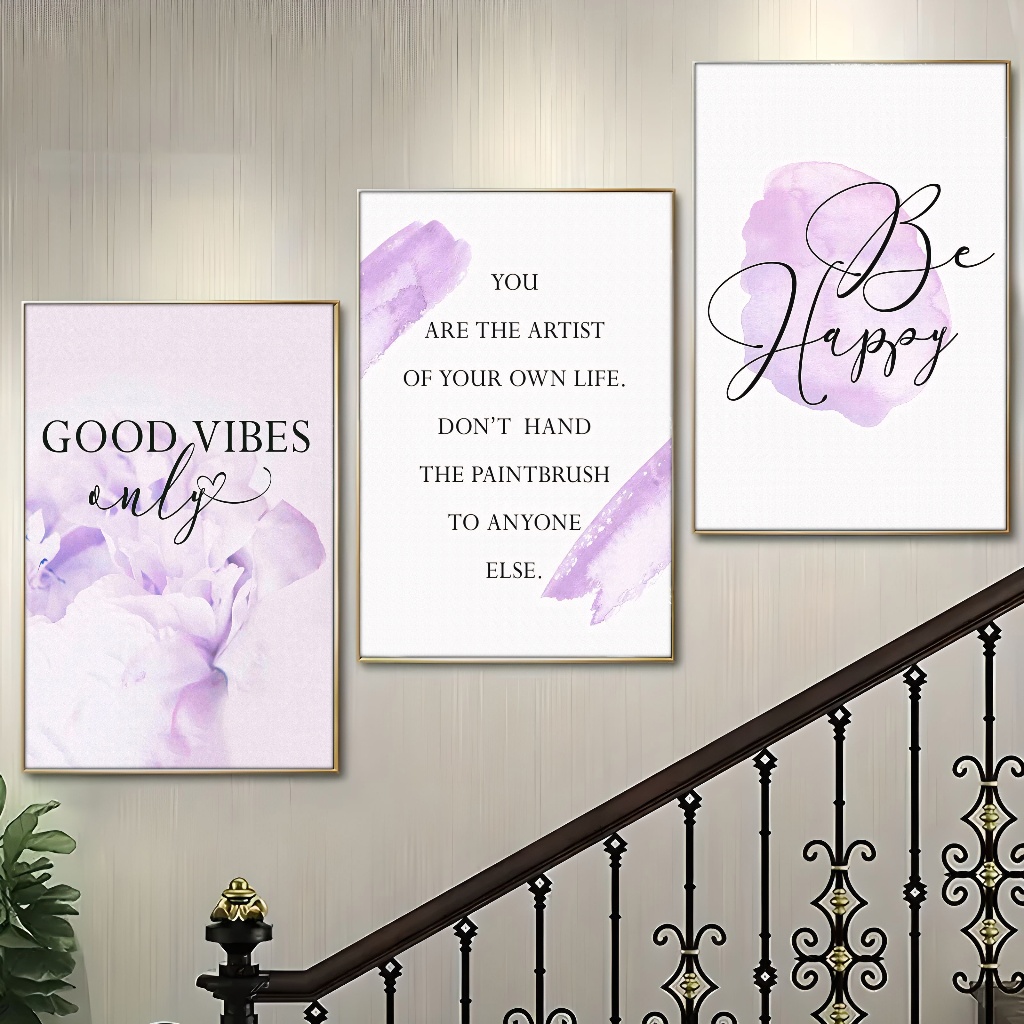 GOOD VIBES
only
YOU
ARE THE ARTIST
OF YOUR OWN LIFE.
DON'T HAND
THE PAINTBRUSH
TO ANYONE
ELSE.
Be
Happy